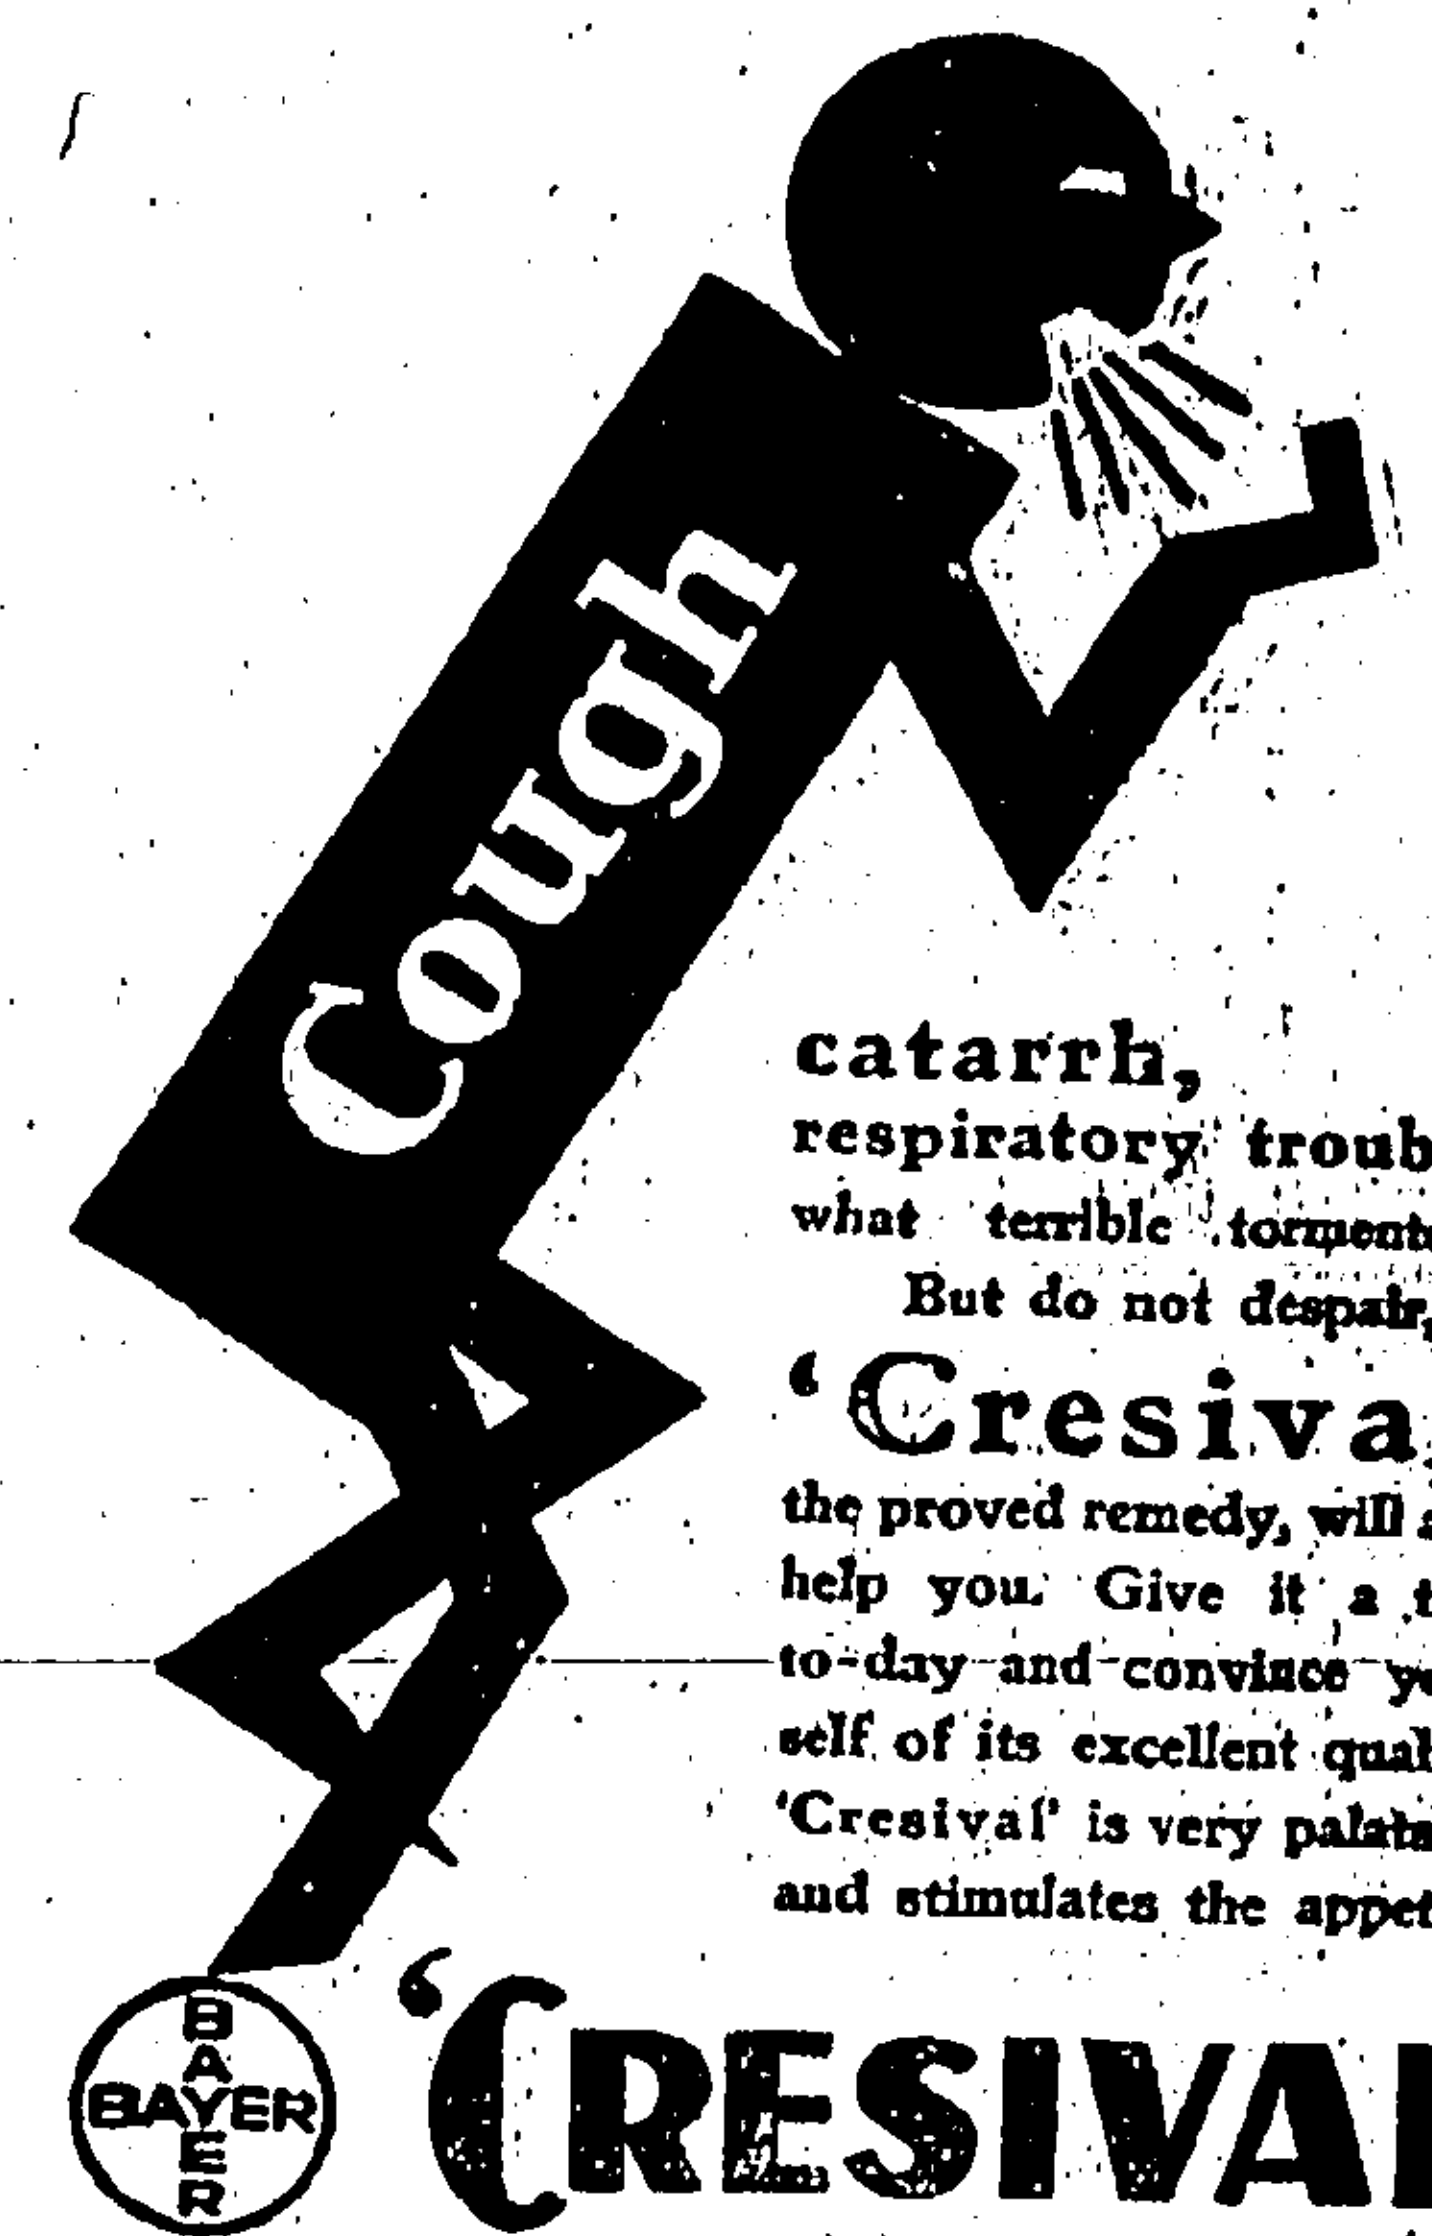 Cough
catarrh,
respiratory troub
what terrible torment
But do not despair,
‘Cresiva
the proved remedy, will
help you. Give it a t
to-day and convince yo
self of its excellent qual
‘Cresival’ is very palata
and stimulates the appet
‘CRESIVAL
BAYER
BAYER